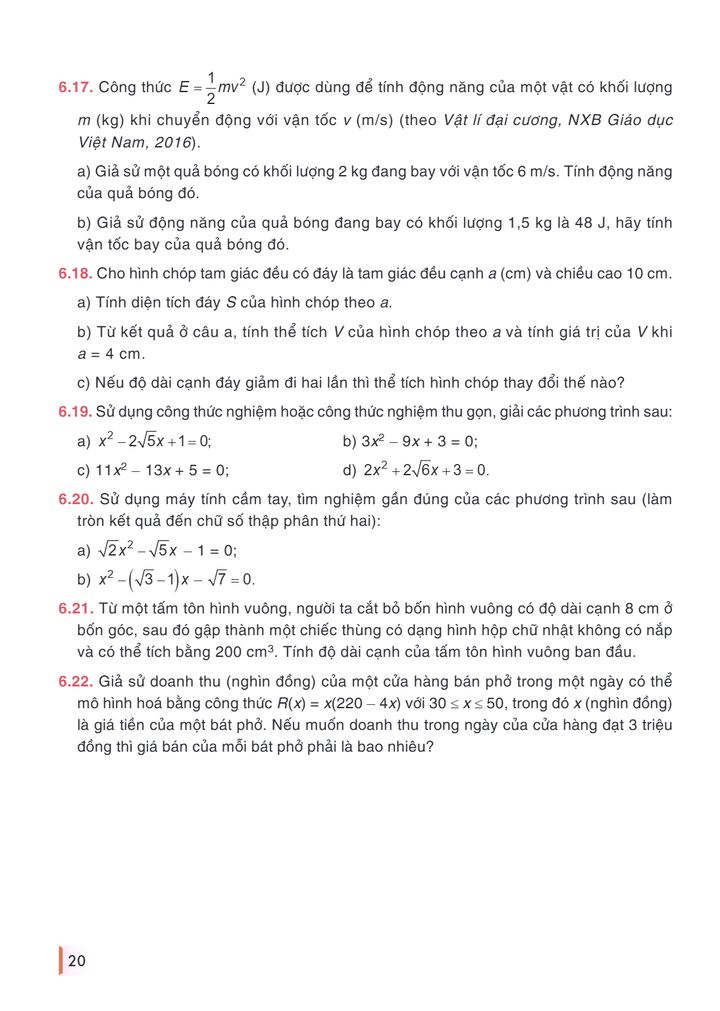 6.17. Công thức E = 1/2 mv² (J) được dùng để tính động năng của một vật có khối lượng
m (kg) khi chuyển động với vận tốc v (m/s) (theo Vật lí đại cương, NXB Giáo dục
Việt Nam, 2016).
a) Giả sử một quả bóng có khối lượng 2 kg đang bay với vận tốc 6 m/s. Tính động năng
của quả bóng đó.
b) Giả sử động năng của quả bóng đang bay có khối lượng 1,5 kg là 48 J, hãy tính
vận tốc bay của quả bóng đó.
6.18. Cho hình chóp tam giác đều có đáy là tam giác đều cạnh a (cm) và chiều cao 10 cm.
a) Tính diện tích đáy S của hình chóp theo a.
b) Từ kết quả ở câu a, tính thể tích V của hình chóp theo a và tính giá trị của V khi
a = 4 cm.
c) Nếu độ dài cạnh đáy giảm đi hai lần thì thể tích hình chóp thay đổi thế nào?
6.19. Sử dụng công thức nghiệm hoặc công thức nghiệm thu gọn, giải các phương trình sau:
a) x² – 2√5x + 1 = 0; b) 3x² – 9x + 3 = 0;
c) 11x² – 13x + 5 = 0; d) 2x² + 2√6x + 3 = 0.
6.20. Sử dụng máy tính cầm tay, tìm nghiệm gần đúng của các phương trình sau (làm
tròn kết quả đến chữ số thập phân thứ hai):
a) √2x² – √5x – 1 = 0;
b) x² – (√3 – 1)x – √7 = 0.
6.21. Từ một tấm tôn hình vuông, người ta cắt bỏ bốn hình vuông có độ dài cạnh 8 cm ở
bốn góc, sau đó gập thành một chiếc thùng có dạng hình hộp chữ nhật không có nắp
và có thể tích bằng 200 cm³. Tính độ dài cạnh của tấm tôn hình vuông ban đầu.
6.22. Giả sử doanh thu (nghìn đồng) của một cửa hàng bán phở trong một ngày có thể
mô hình hoá bằng công thức R(x) = x(220 – 4x) với 30 ≤ x ≤ 50, trong đó x (nghìn đồng)
là giá tiền của một bát phở. Nếu muốn doanh thu trong ngày của cửa hàng đạt 3 triệu
đồng thì giá bán của mỗi bát phở phải là bao nhiêu?
20